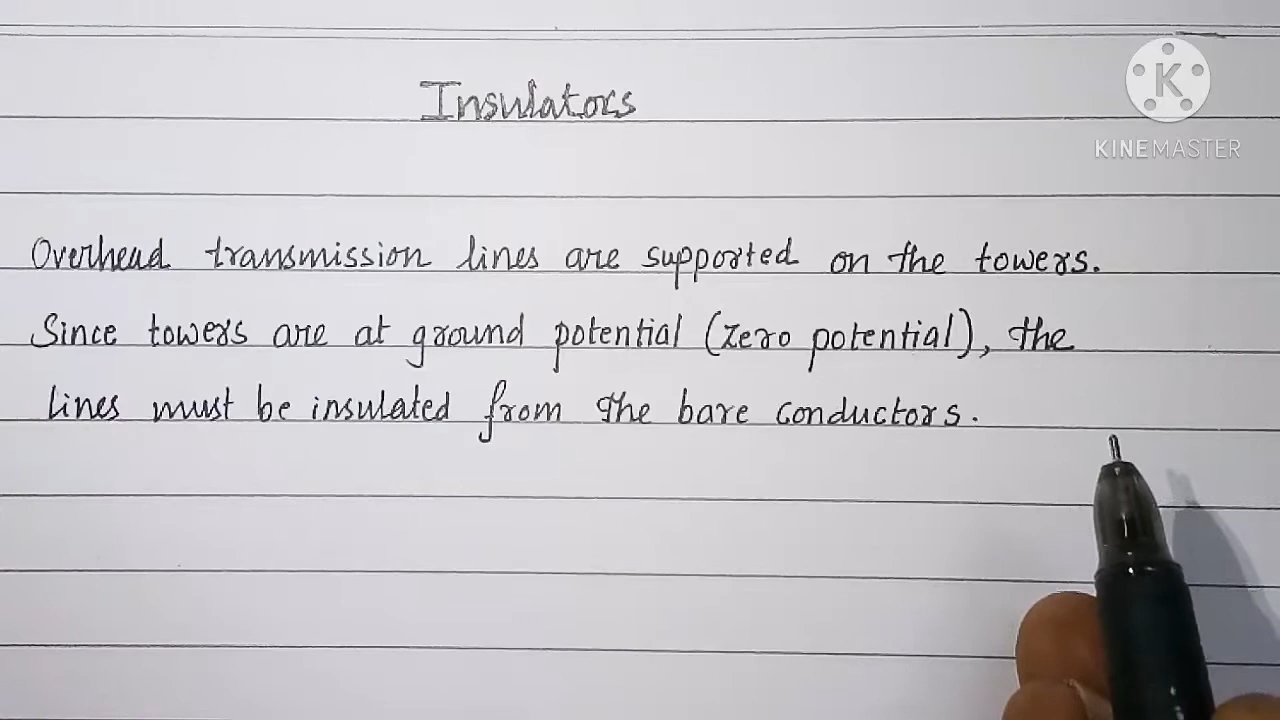 Insulators
K
KINEMASTER
Overhead transmission lines are supported on the towers.
Since towers are at ground potential (zero potential), the
lines must be insulated from the bare conductors.